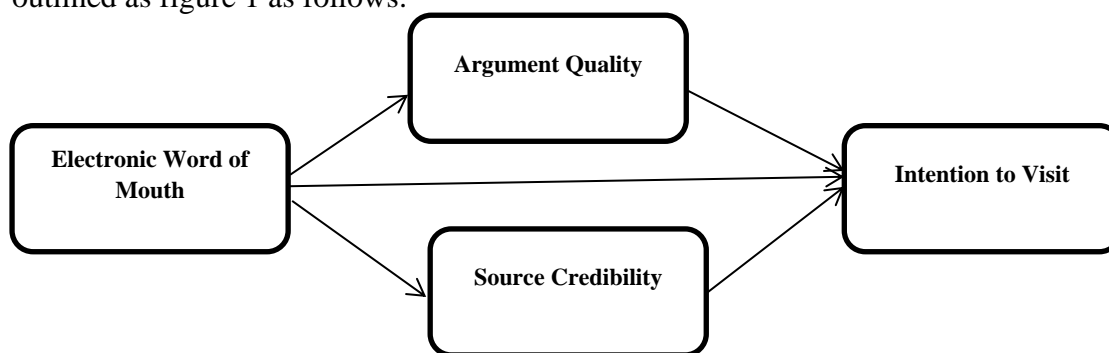 outlined as figure 1 as follows:
Argument Quality
Electronic Word of
Mouth
Intention to Visit
Source Credibility